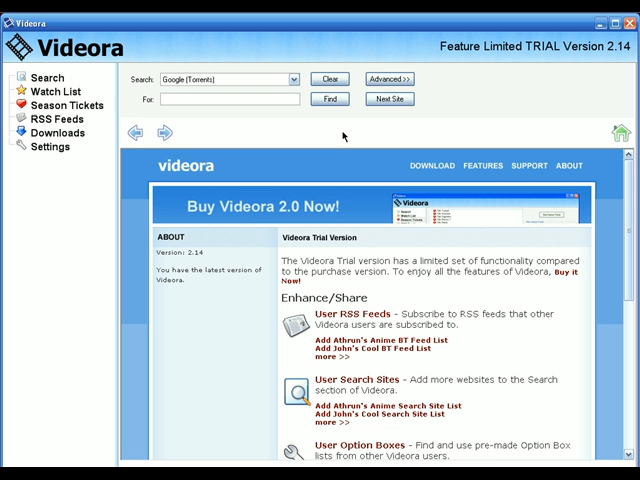 Videora
Videora
Feature Limited TRIAL Version 2.14
Search
Watch List
Season Tickets
RSS Feeds
Downloads
Settings
Search: Google (Torrents) Clear Advanced >>
For: Find Next Site
videora
DOWNLOAD FEATURES SUPPORT ABOUT
Buy Videora 2.0 Now!
ABOUT
Version: 2.14
You have the latest version of
Videora.
Videora Trial Version
The Videora Trial version has a limited set of functionality compared
to the purchase version. To enjoy all the features of Videora, Buy it
Now!
Enhance/Share
User RSS Feeds - Subscribe to RSS feeds that other
Videora users are subscribed to.
Add Athrun's Anime BT Feed List
Add John's Cool BT Feed List
more >>
User Search Sites - Add more websites to the Search
section of Videora.
Add Athrun's Anime Search Site List
Add John's Cool Search Site List
more >>
User Option Boxes - Find and use pre-made Option Box
lists from other Videora users.